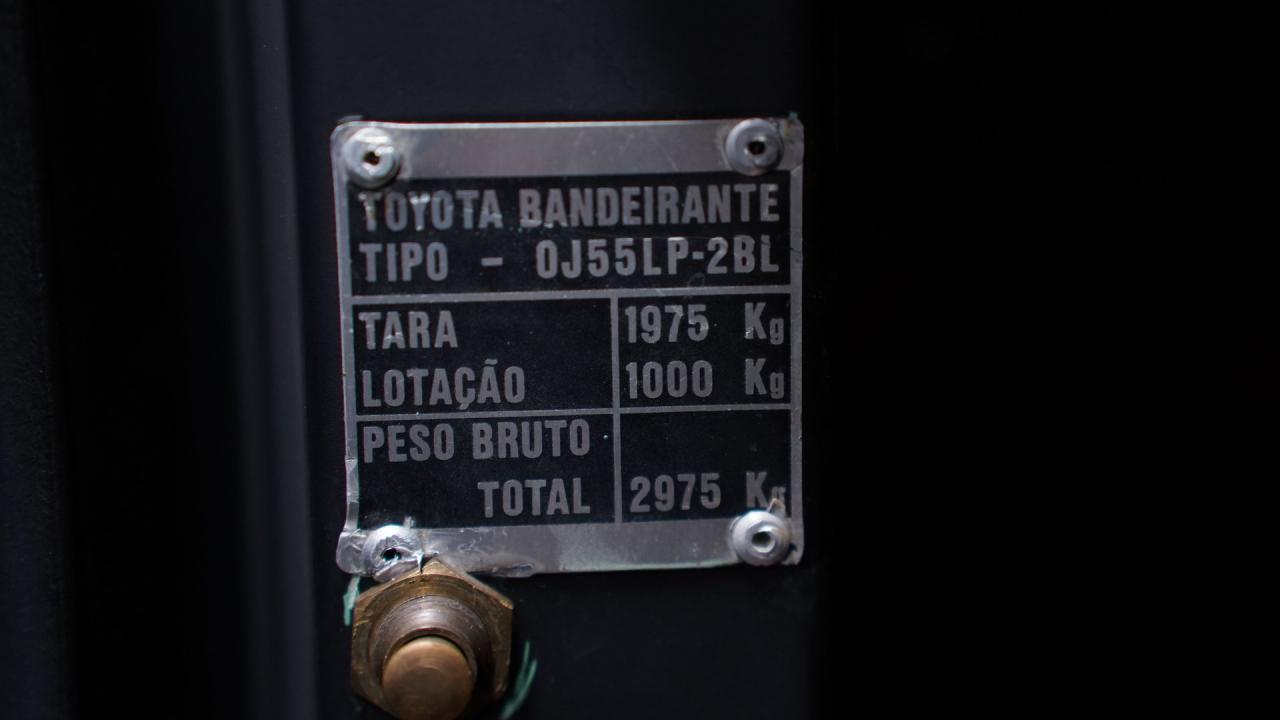 TOYOTA BANDEIRANTE
TIPO - OJ55LP-2BL
TARA 1975 Kg
LOTAÇÃO 1000 Kg
PESO BRUTO
TOTAL 2975 Kg